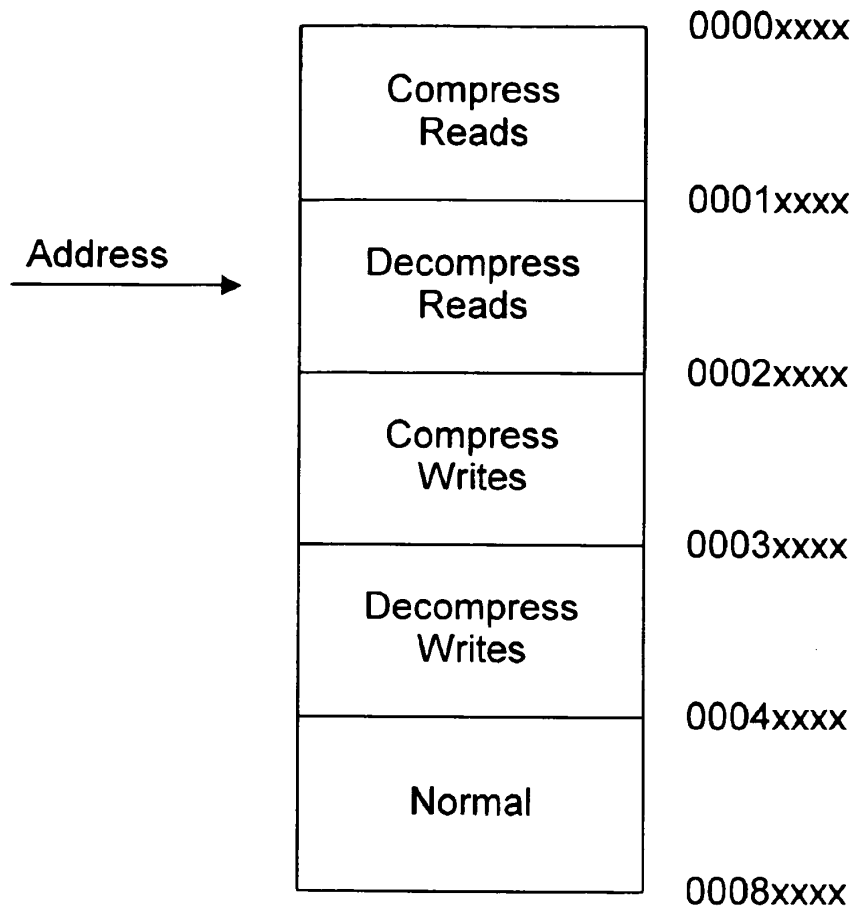 0000xxxx
Compress
Reads
0001xxxx
Address
Decompress
Reads
0002xxxx
Compress
Writes
0003xxxx
Decompress
Writes
0004xxxx
Normal
0008xxxx